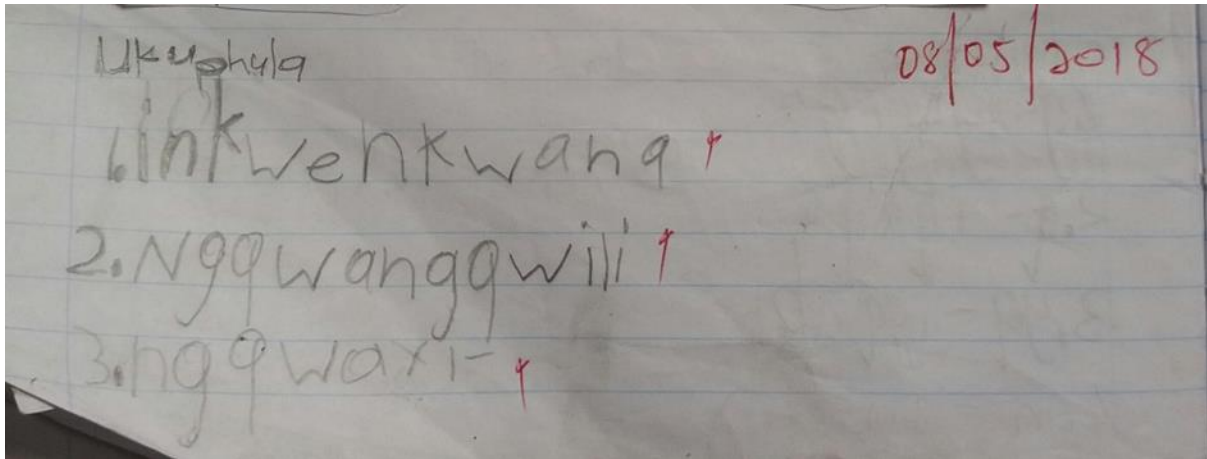 Ukuphula 08/05/2018
1. inkwenkwana
2. Ngqwangqwili
3. ngqwaxi-